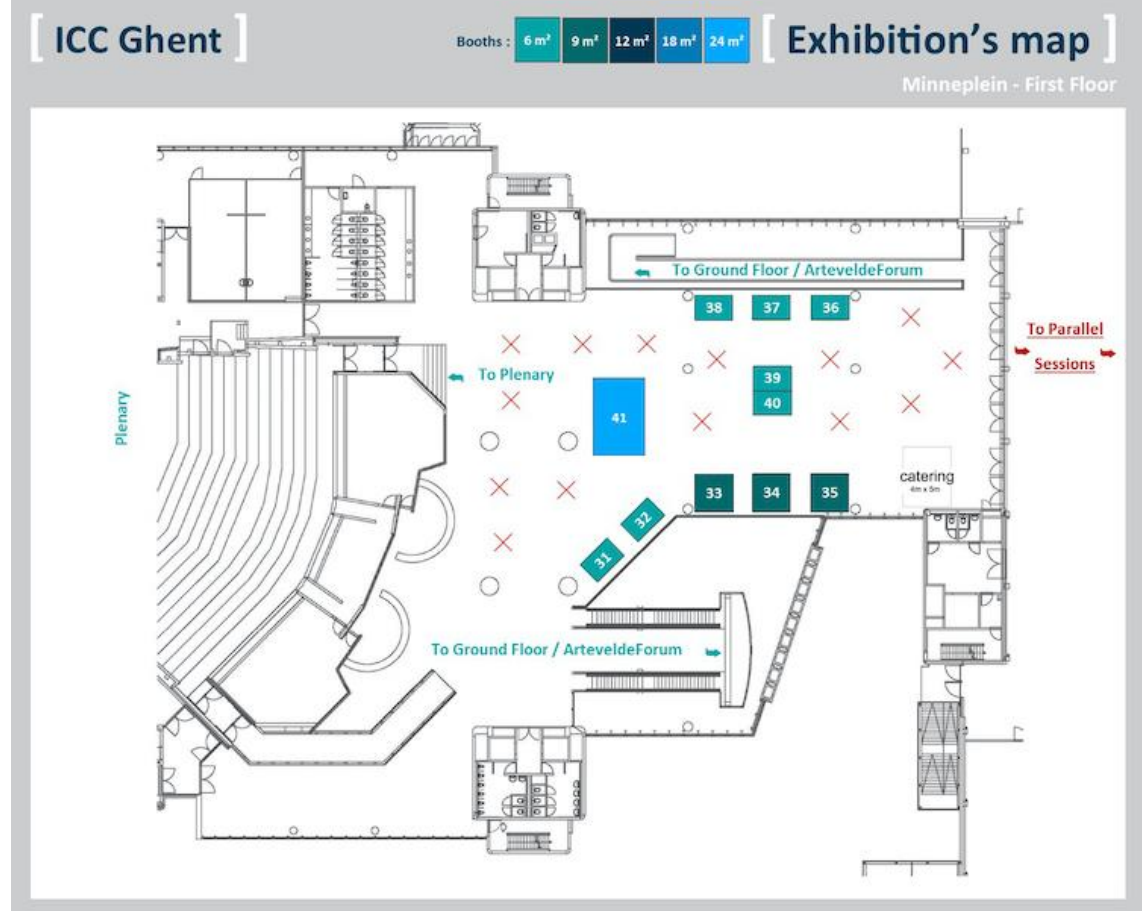 [ ICC Ghent ]
Booths : 6 m² 9 m² 12 m² 18 m² 24 m²
[ Exhibition's map ]
Minneplein - First Floor
To Ground Floor / ArteveldeForum
38 37 36
To Parallel
Sessions
To Plenary
39
40
41
Plenary
catering
4m x 5m
33 34 35
32
31
To Ground Floor / ArteveldeForum